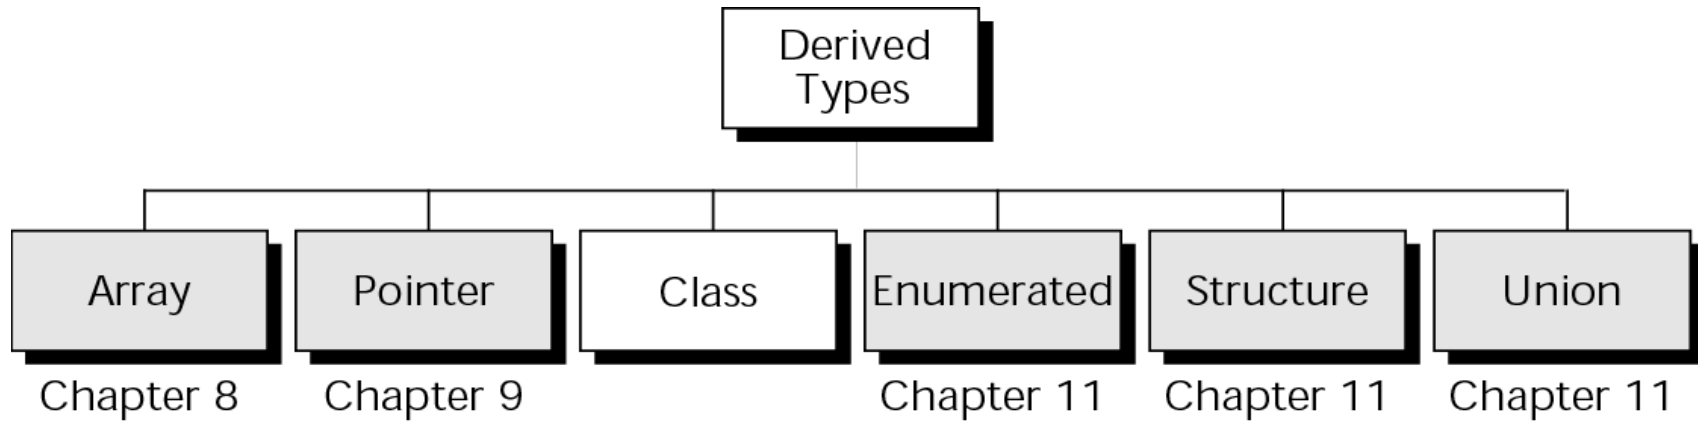 Derived
Types
Array
Pointer
Class
Enumerated
Structure
Union
Chapter 8
Chapter 9
Chapter 11
Chapter 11
Chapter 11